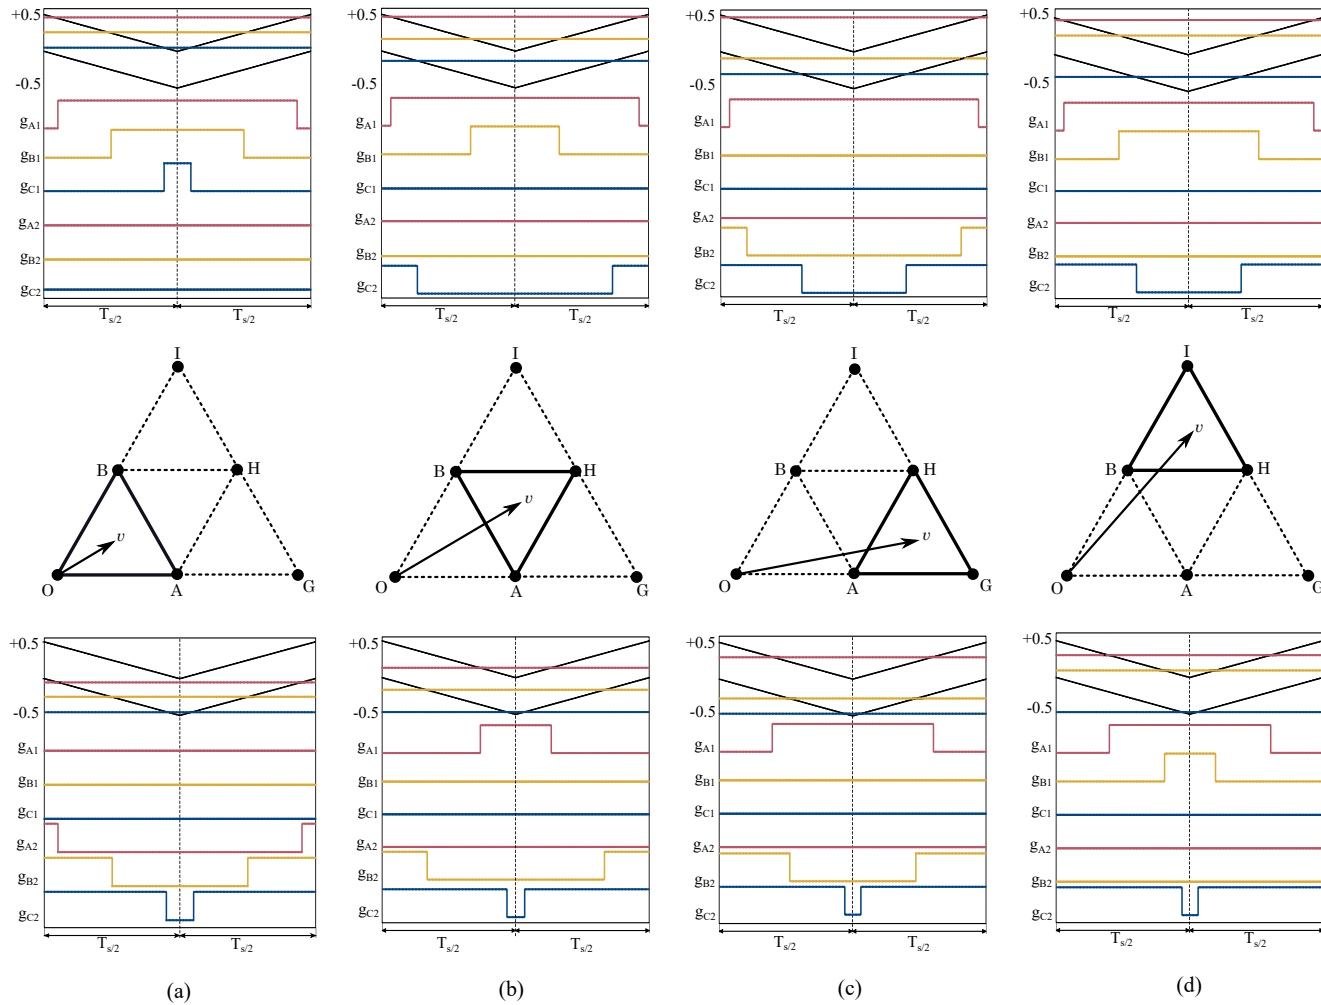 +0.5
-0.5
gA1
gB1
gC1
gA2
gB2
gC2
Ts/2 Ts/2
+0.5
-0.5
gA1
gB1
gC1
gA2
gB2
gC2
Ts/2 Ts/2
+0.5
-0.5
gA1
gB1
gC1
gA2
gB2
gC2
Ts/2 Ts/2
+0.5
-0.5
gA1
gB1
gC1
gA2
gB2
gC2
Ts/2 Ts/2
I
B H
υ
O A G
I
B H
υ
O A G
I
B H
υ
O A G
I
υ
B H
O A G
+0.5
-0.5
gA1
gB1
gC1
gA2
gB2
gC2
Ts/2 Ts/2
+0.5
-0.5
gA1
gB1
gC1
gA2
gB2
gC2
Ts/2 Ts/2
+0.5
-0.5
gA1
gB1
gC1
gA2
gB2
gC2
Ts/2 Ts/2
+0.5
-0.5
gA1
gB1
gC1
gA2
gB2
gC2
Ts/2 Ts/2
(a) (b) (c) (d)